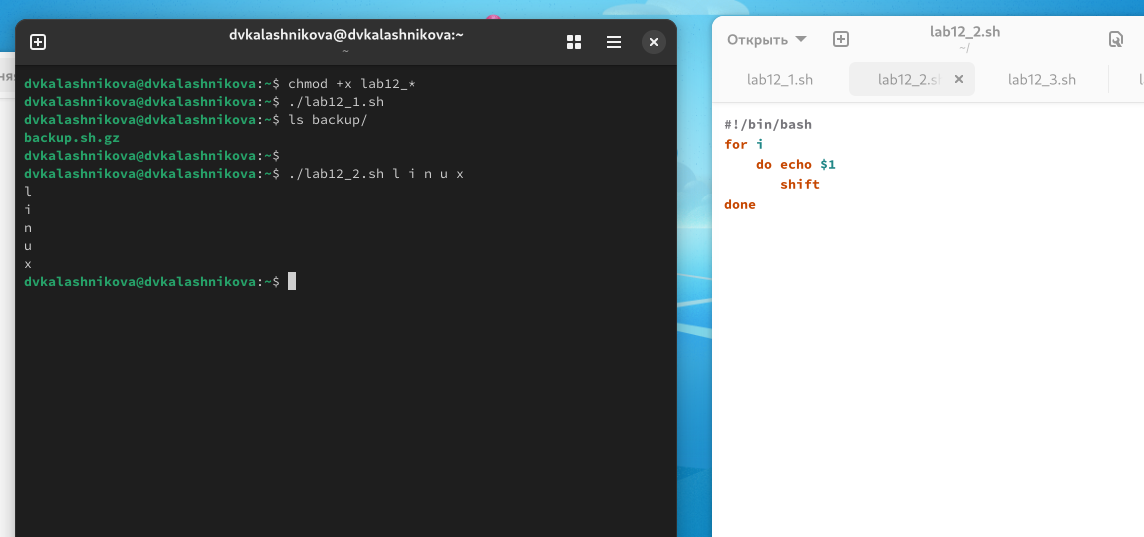 dvkalashnikova@dvkalashnikova:~
~
dvkalashnikova@dvkalashnikova:~$ chmod +x lab12_*
dvkalashnikova@dvkalashnikova:~$ ./lab12_1.sh
dvkalashnikova@dvkalashnikova:~$ ls backup/
backup.sh.gz
dvkalashnikova@dvkalashnikova:~$
dvkalashnikova@dvkalashnikova:~$ ./lab12_2.sh l i n u x
l
i
n
u
x
dvkalashnikova@dvkalashnikova:~$
Открыть
lab12_2.sh
~/
lab12_1.sh
lab12_2.sh
lab12_3.sh
#!/bin/bash
for i
    do echo $1
       shift
done